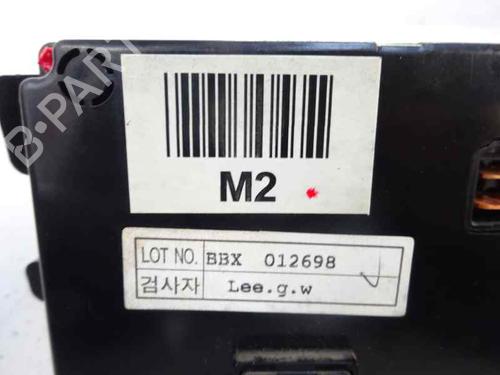 B-PARTS
M2
LOT NO. BBX 012698
검사자 Lee.g.w